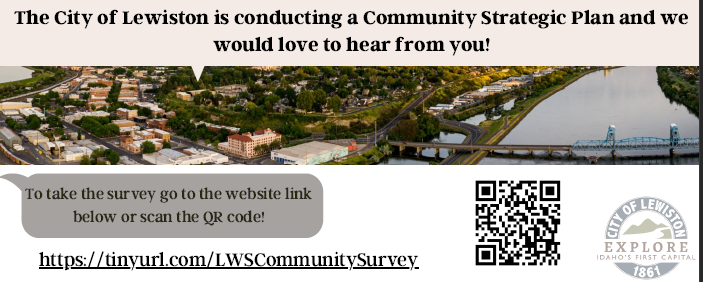 The City of Lewiston is conducting a Community Strategic Plan and we
would love to hear from you!
To take the survey go to the website link
below or scan the QR code!
https://tinyurl.com/LWSCommunitySurvey
CITY OF LEWISTON
EXPLORE
IDAHO'S FIRST CAPITAL
1861